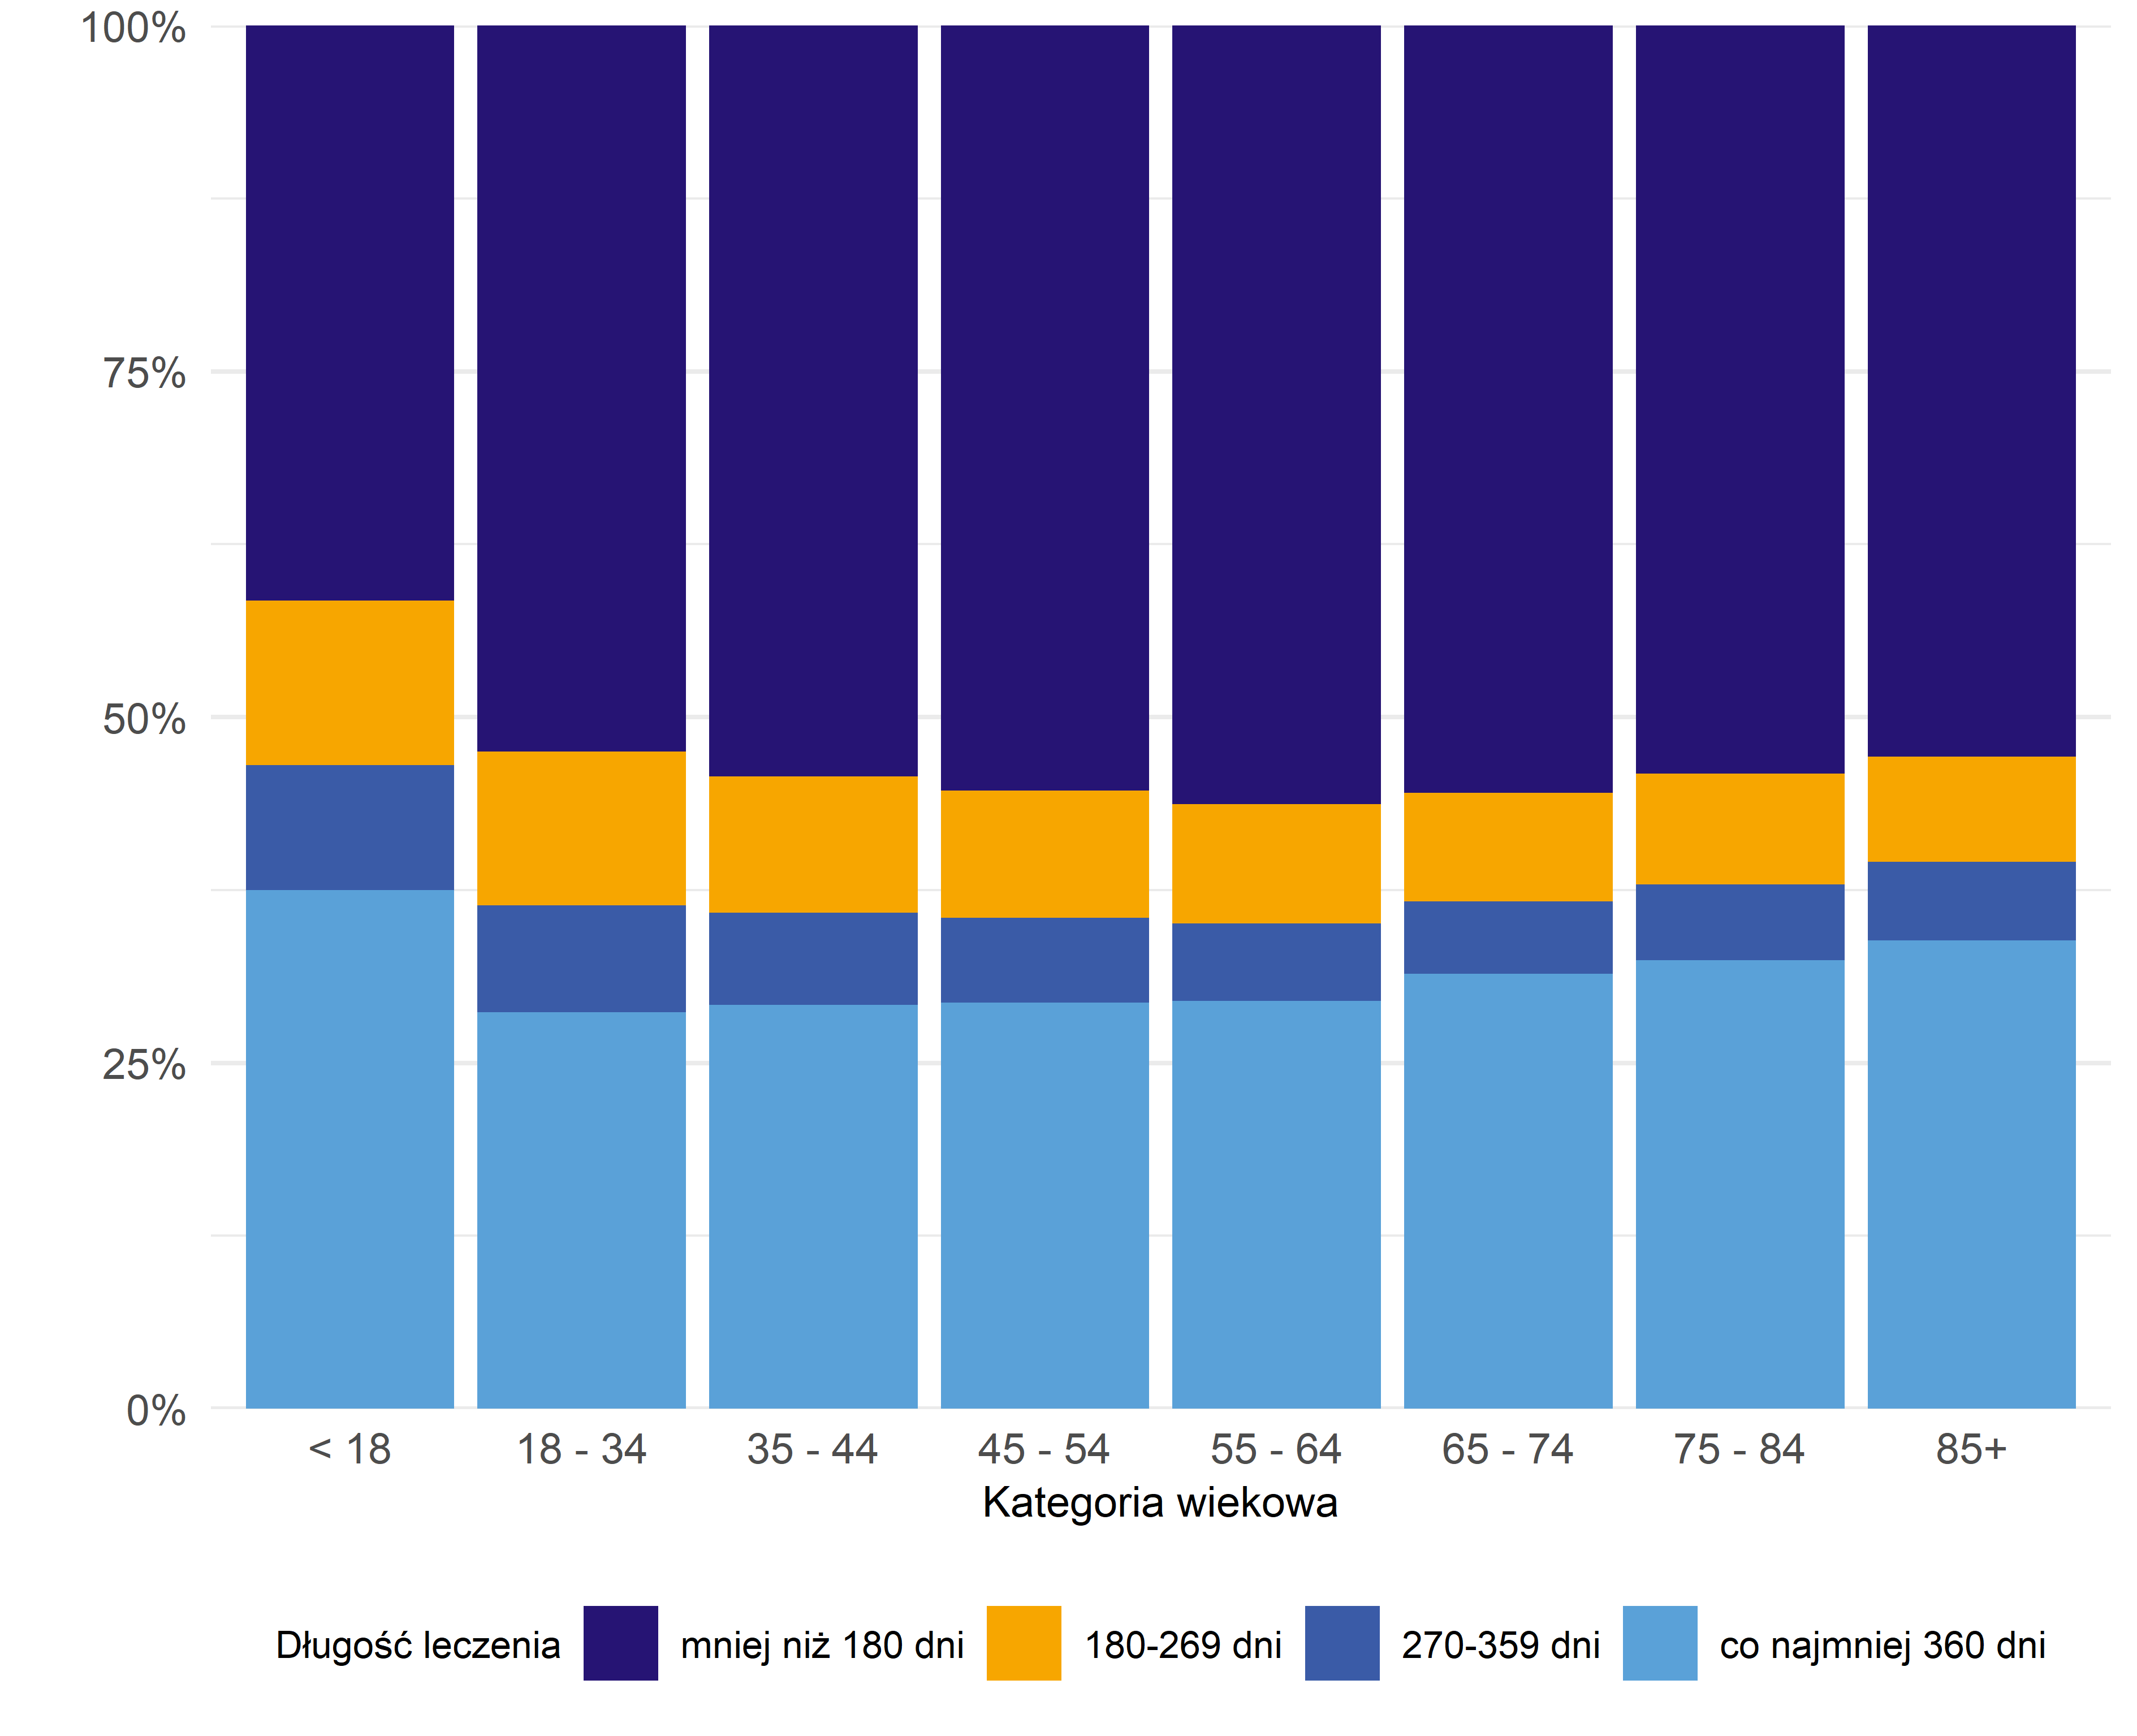 100%
75%
50%
25%
0%
< 18 18 - 34 35 - 44 45 - 54 55 - 64 65 - 74 75 - 84 85+
Kategoria wiekowa
Długość leczenia mniej niż 180 dni 180-269 dni 270-359 dni co najmniej 360 dni